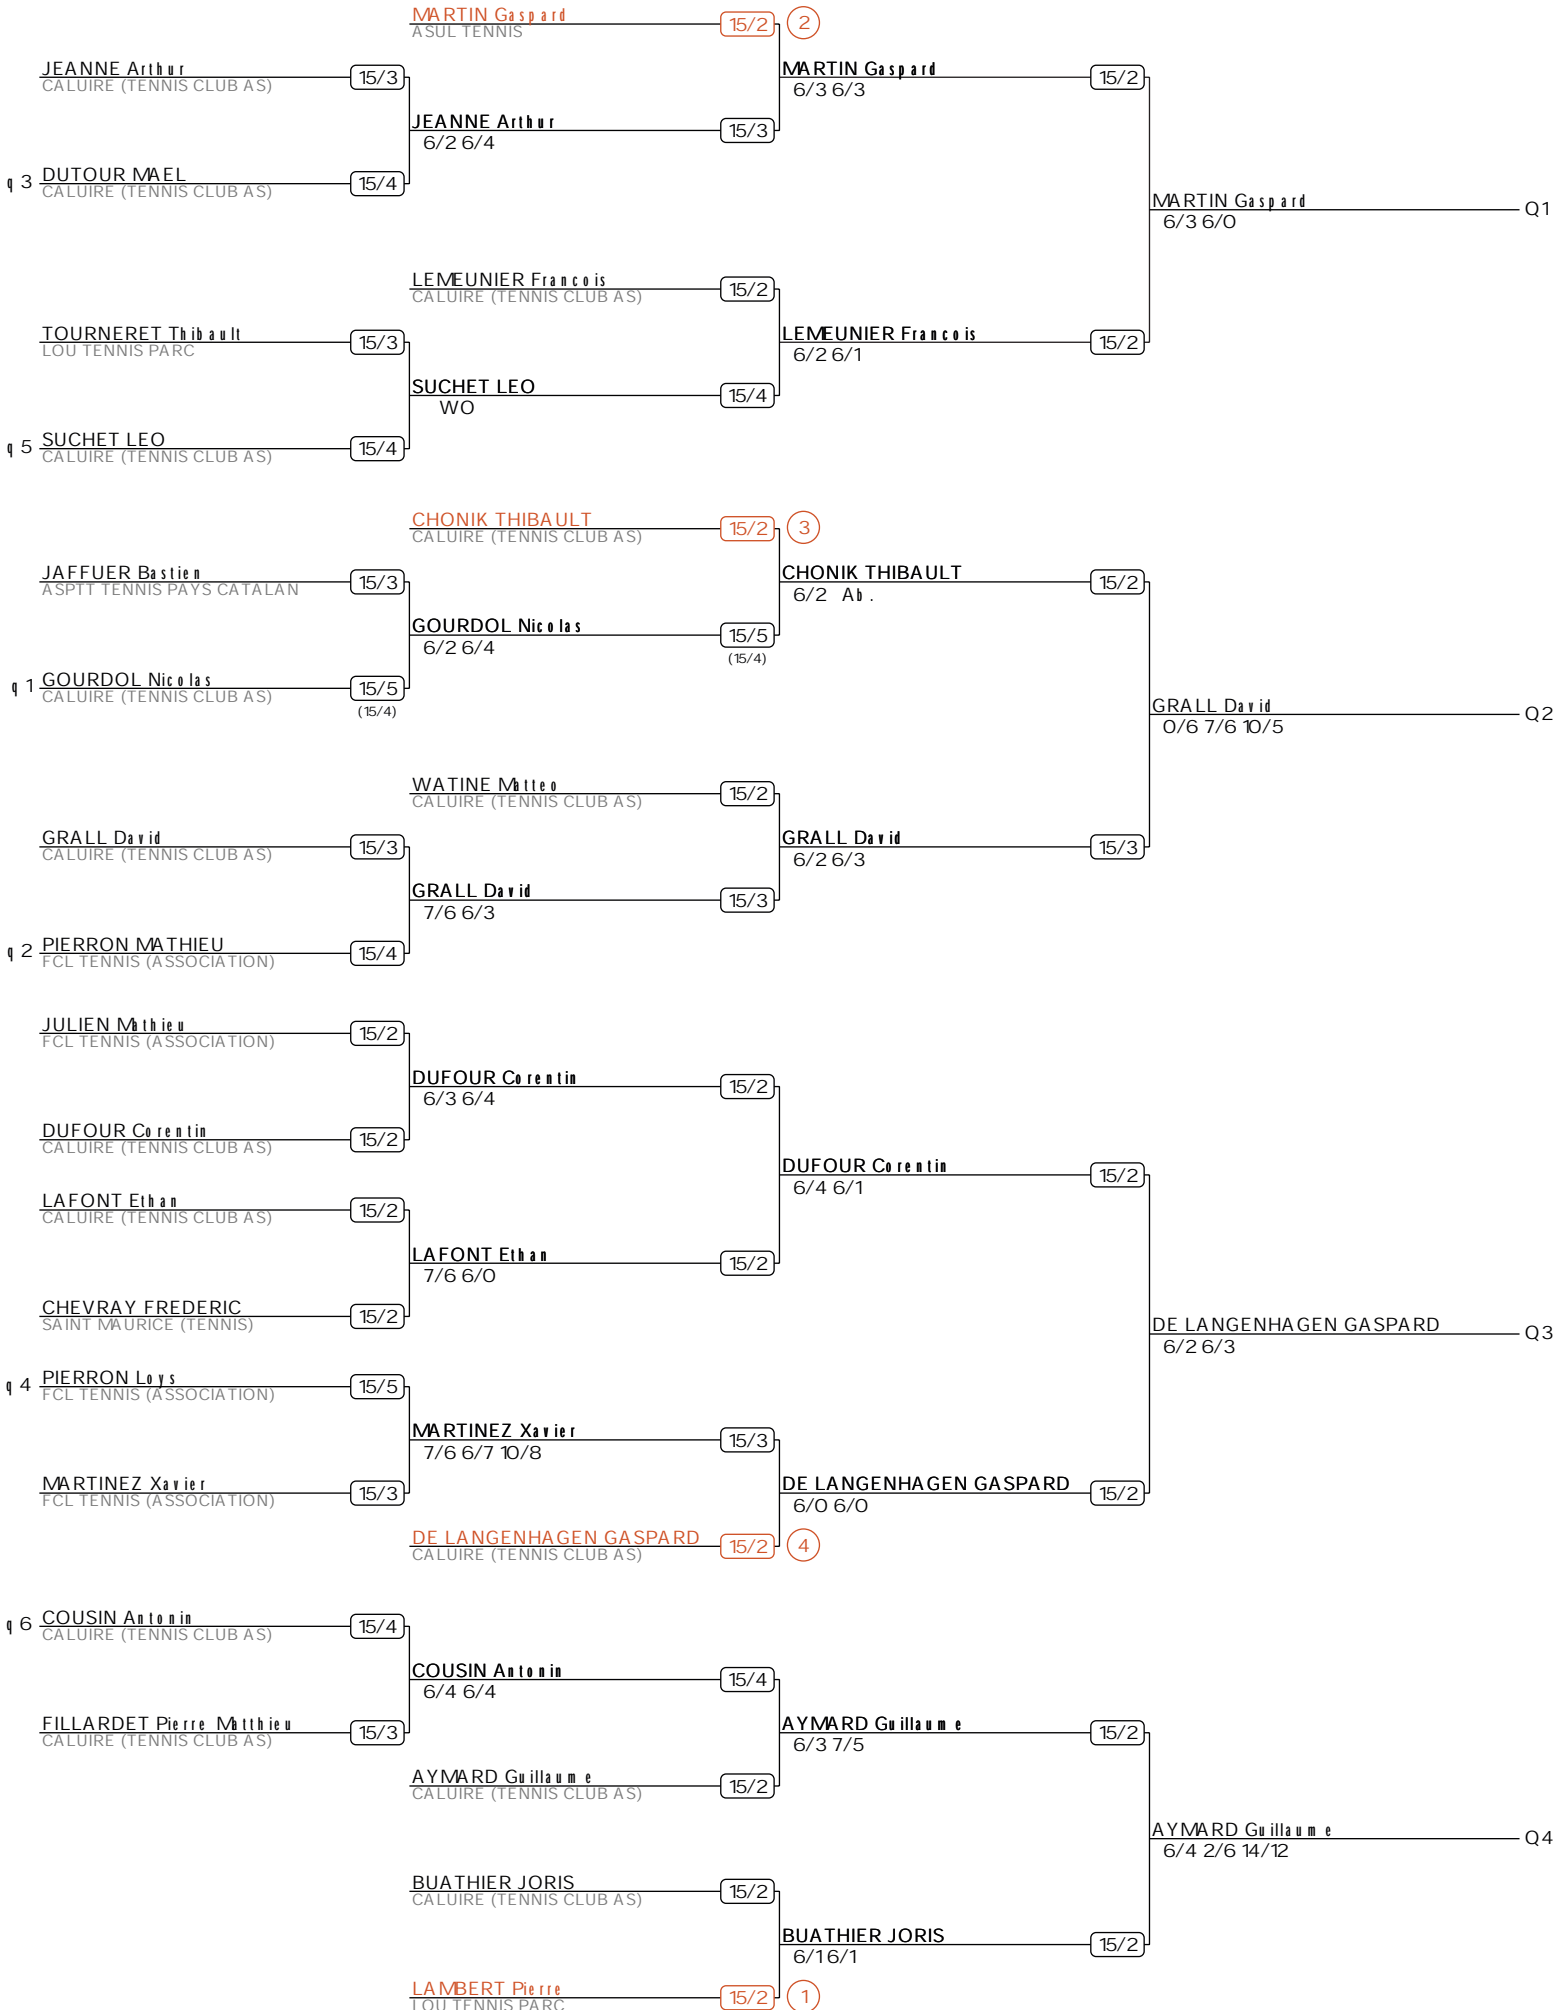 MARTIN Gaspard 15/2 2
ASUL TENNIS
JEANNE Arthur 15/3
CALUIRE (TENNIS CLUB AS)
MARTIN Gaspard 15/2
6/3 6/3
JEANNE Arthur 15/3
6/2 6/4
q 3 DUTOUR MAEL 15/4
CALUIRE (TENNIS CLUB AS)
MARTIN Gaspard Q1
6/3 6/0
LEMEUNIER Francois 15/2
CALUIRE (TENNIS CLUB AS)
TOURNERET Thibault 15/3
LOU TENNIS PARC
LEMEUNIER Francois 15/2
6/2 6/1
SUCHET LEO 15/4
WO
q 5 SUCHET LEO 15/4
CALUIRE (TENNIS CLUB AS)
CHONIK THIBAULT 15/2 3
CALUIRE (TENNIS CLUB AS)
JAFFUER Bastien 15/3
ASPTT TENNIS PAYS CATALAN
CHONIK THIBAULT 15/2
6/2 Ab.
GOURDOL Nicolas 15/5
6/2 6/4
(15/4)
q 1 GOURDOL Nicolas 15/5
CALUIRE (TENNIS CLUB AS)
(15/4)
GRALL David Q2
0/6 7/6 10/5
WATINE Matteo 15/2
CALUIRE (TENNIS CLUB AS)
GRALL David 15/3
CALUIRE (TENNIS CLUB AS)
GRALL David 15/3
6/2 6/3
GRALL David 15/3
7/6 6/3
q 2 PIERRON MATHIEU 15/4
FCL TENNIS (ASSOCIATION)
JULIEN Mathieu 15/2
FCL TENNIS (ASSOCIATION)
DUFOUR Corentin 15/2
6/3 6/4
DUFOUR Corentin 15/2
CALUIRE (TENNIS CLUB AS)
DUFOUR Corentin 15/2
6/4 6/1
LAFONT Ethan 15/2
CALUIRE (TENNIS CLUB AS)
LAFONT Ethan 15/2
7/6 6/0
CHEVRAY FREDERIC 15/2
SAINT MAURICE (TENNIS)
DE LANGENHAGEN GASPARD Q3
6/2 6/3
q 4 PIERRON Loys 15/5
FCL TENNIS (ASSOCIATION)
MARTINEZ Xavier 15/3
7/6 6/7 10/8
MARTINEZ Xavier 15/3
FCL TENNIS (ASSOCIATION)
DE LANGENHAGEN GASPARD 15/2
6/0 6/0
DE LANGENHAGEN GASPARD 15/2 4
CALUIRE (TENNIS CLUB AS)
q 6 COUSIN Antonin 15/4
CALUIRE (TENNIS CLUB AS)
COUSIN Antonin 15/4
6/4 6/4
FILLARDET Pierre Matthieu 15/3
CALUIRE (TENNIS CLUB AS)
AYMARD Guillaume 15/2
6/3 7/5
AYMARD Guillaume 15/2
CALUIRE (TENNIS CLUB AS)
AYMARD Guillaume Q4
6/4 2/6 14/12
BUATHIER JORIS 15/2
CALUIRE (TENNIS CLUB AS)
BUATHIER JORIS 15/2
6/1 6/1
LAMBERT Pierre 15/2 1
LOU TENNIS PARC